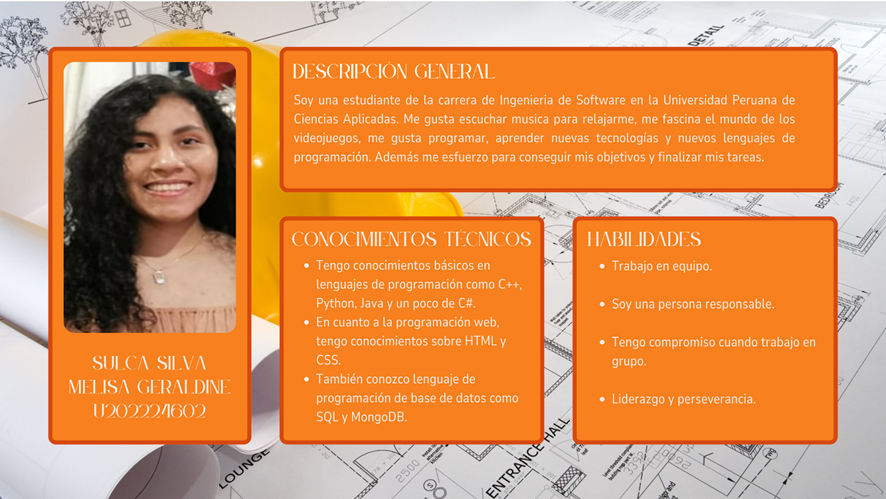 DESCRIPCIÓN GENERAL
Soy una estudiante de la carrera de Ingenieria de Software en la Universidad Peruana de
Ciencias Aplicadas. Me gusta escuchar musica para relajarme, me fascina el mundo de los
videojuegos, me gusta programar, aprender nuevas tecnologías y nuevos lenguajes de
programación. Además me esfuerzo para conseguir mis objetivos y finalizar mis tareas.
SULCA SILVA
MELISA GERALDINE
U202224602
CONOCIMIENTOS TÉCNICOS
• Tengo conocimientos básicos en
lenguajes de programación como C++,
Python, Java y un poco de C#.
• En cuanto a la programación web,
tengo conocimientos sobre HTML y
CSS.
• También conozco lenguaje de
programación de base de datos como
SQL y MongoDB.
HABILIDADES
• Trabajo en equipo.
• Soy una persona responsable.
• Tengo compromiso cuando trabajo en
grupo.
• Liderazgo y perseverancia.
DETAIL
BEDROOM
LOUNGE
ENTRANCE HALL
2500
3392